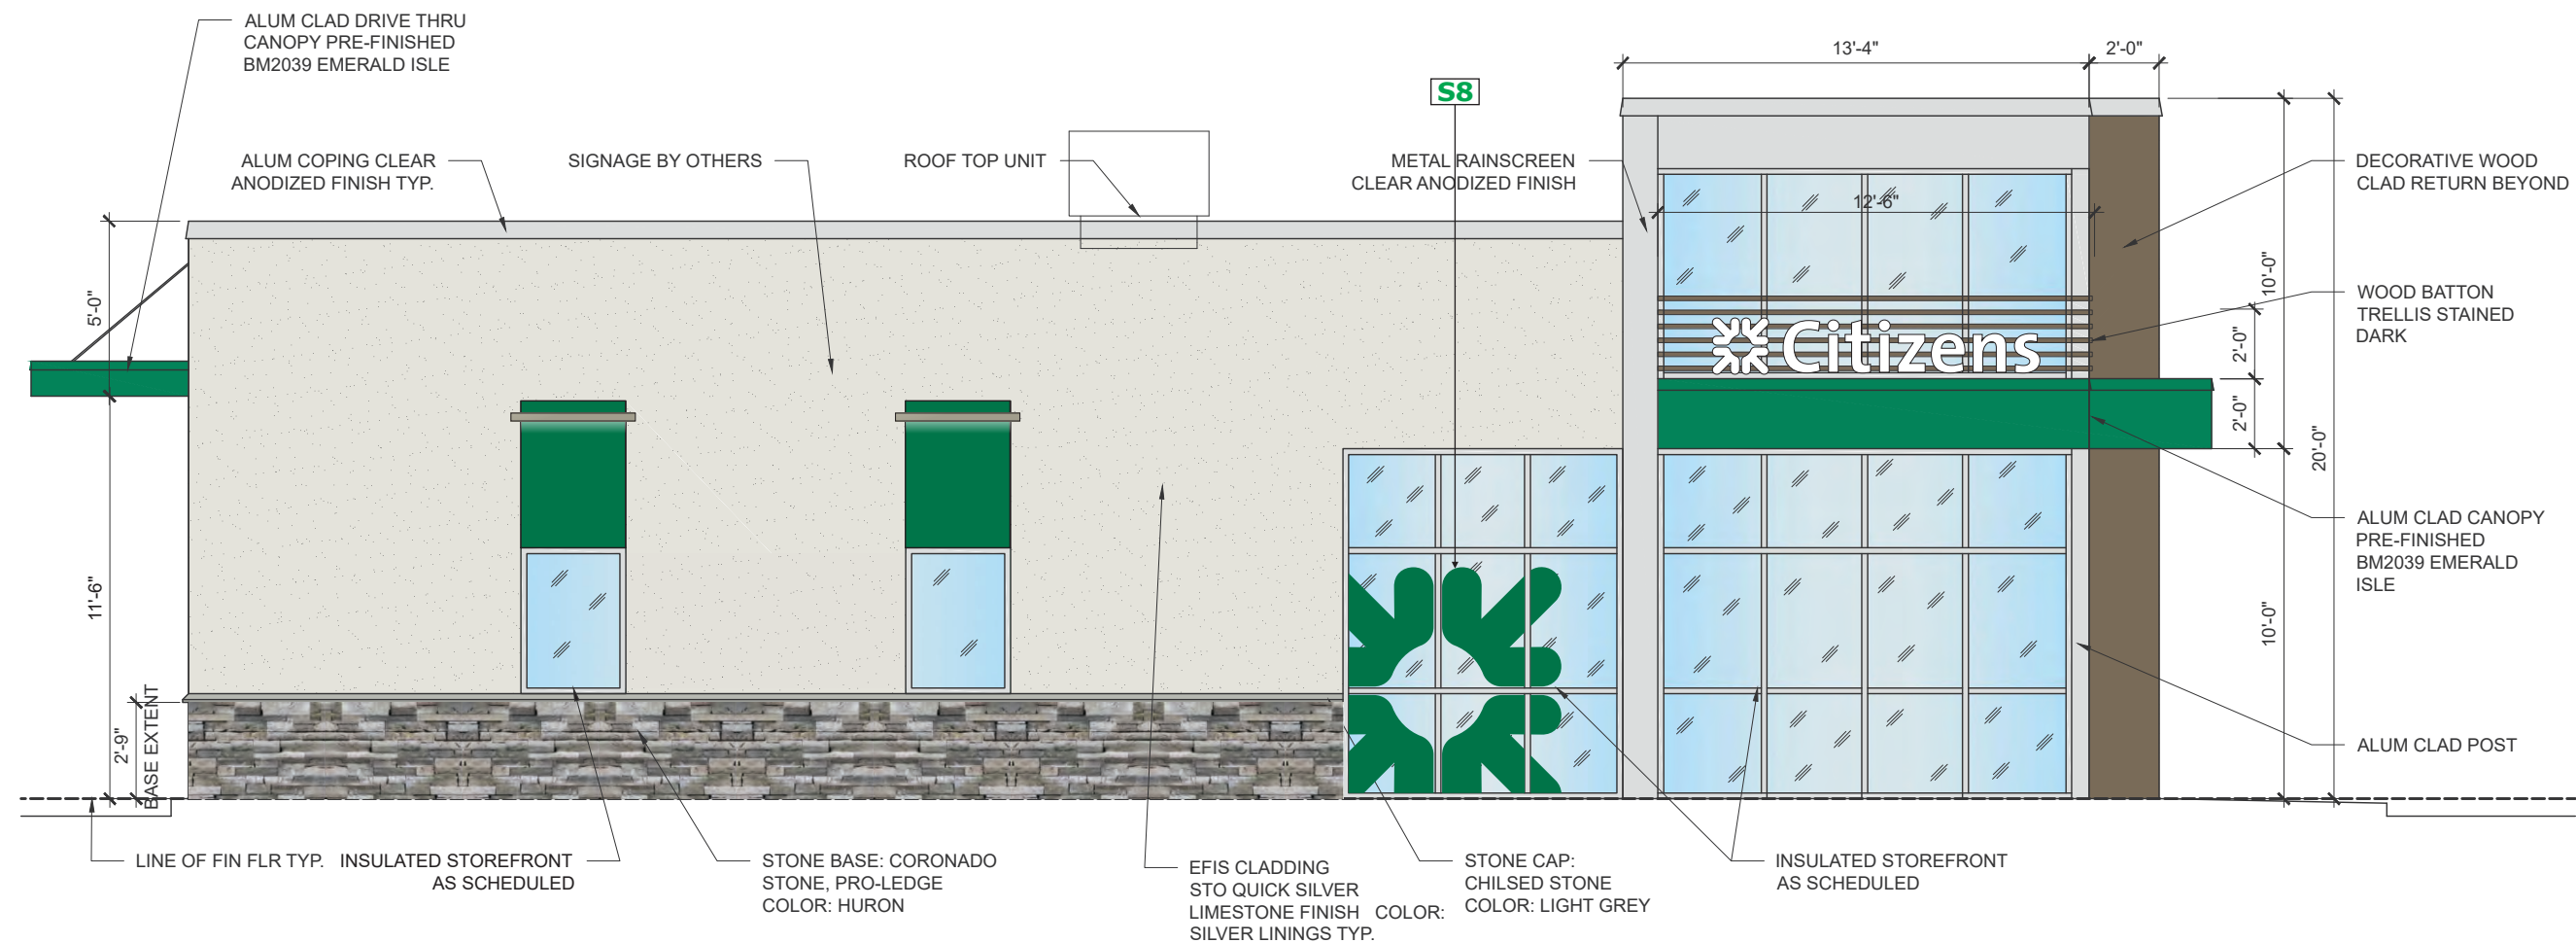 ALUM CLAD DRIVE THRU
CANOPY PRE-FINISHED
BM2039 EMERALD ISLE
13'-4"
2'-0"
S8
ALUM COPING CLEAR
ANODIZED FINISH TYP.
SIGNAGE BY OTHERS
ROOF TOP UNIT
METAL RAINSCREEN
CLEAR ANODIZED FINISH
12'-6"
DECORATIVE WOOD
CLAD RETURN BEYOND
5'-0"
10'-0"
WOOD BATTON
TRELLIS STAINED
DARK
Citizens
2'-0"
2'-0"
20'-0"
ALUM CLAD CANOPY
PRE-FINISHED
BM2039 EMERALD
ISLE
11'-6"
10'-0"
2'-9"
BASE EXTENT
ALUM CLAD POST
LINE OF FIN FLR TYP.
INSULATED STOREFRONT
AS SCHEDULED
STONE BASE: CORONADO
STONE, PRO-LEDGE
COLOR: HURON
EFIS CLADDING
STO QUICK SILVER
LIMESTONE FINISH COLOR:
SILVER LININGS TYP.
STONE CAP:
CHILSED STONE
COLOR: LIGHT GREY
INSULATED STOREFRONT
AS SCHEDULED